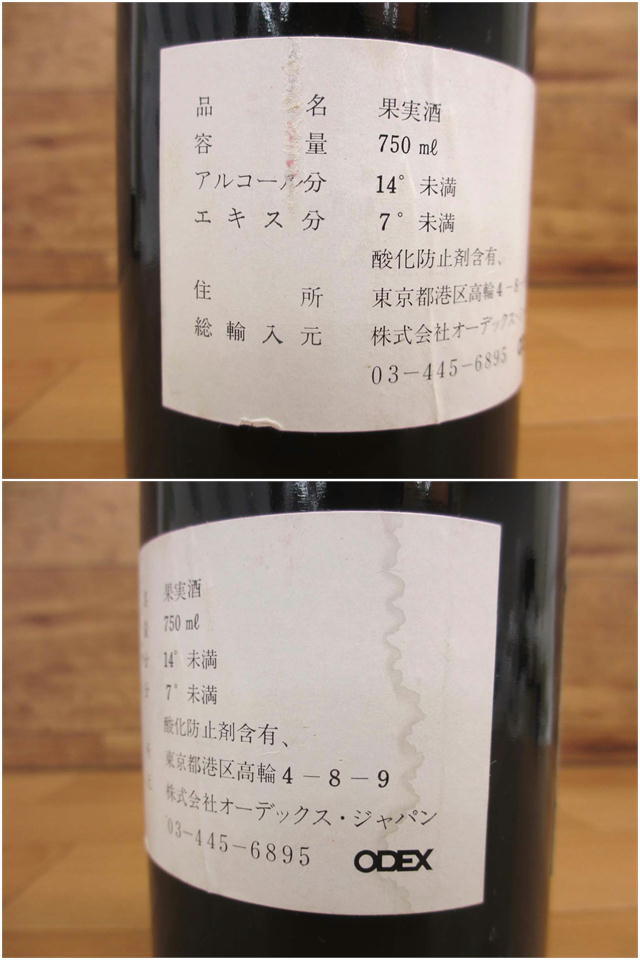 品名 果実酒
容量 750 ml
アルコール分 14° 未満
エキス分 7° 未満
酸化防止剤含有、
住所 東京都港区高輪4-8-
総輸入元 株式会社オーデックス・
03-445-6895
果実酒
750 ml
14° 未満
7° 未満
酸化防止剤含有、
東京都港区高輪4-8-9
株式会社オーデックス・ジャパン
03-445-6895
ODEX